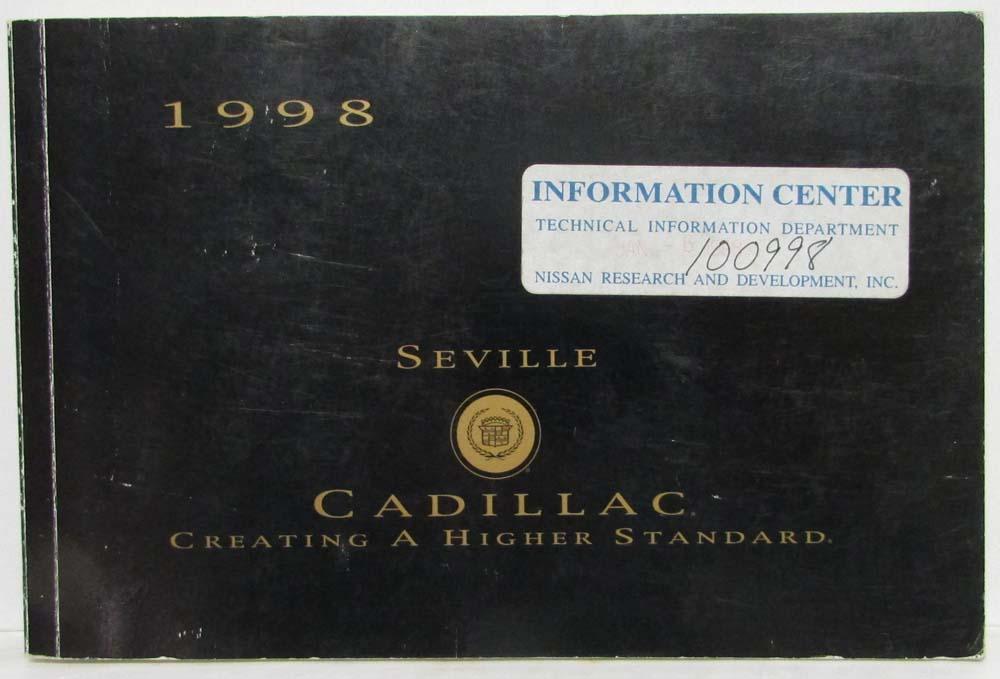 1998
INFORMATION CENTER
TECHNICAL INFORMATION DEPARTMENT
100998
NISSAN RESEARCH AND DEVELOPMENT, INC.
SEVILLE
CADILLAC®
CREATING A HIGHER STANDARD®